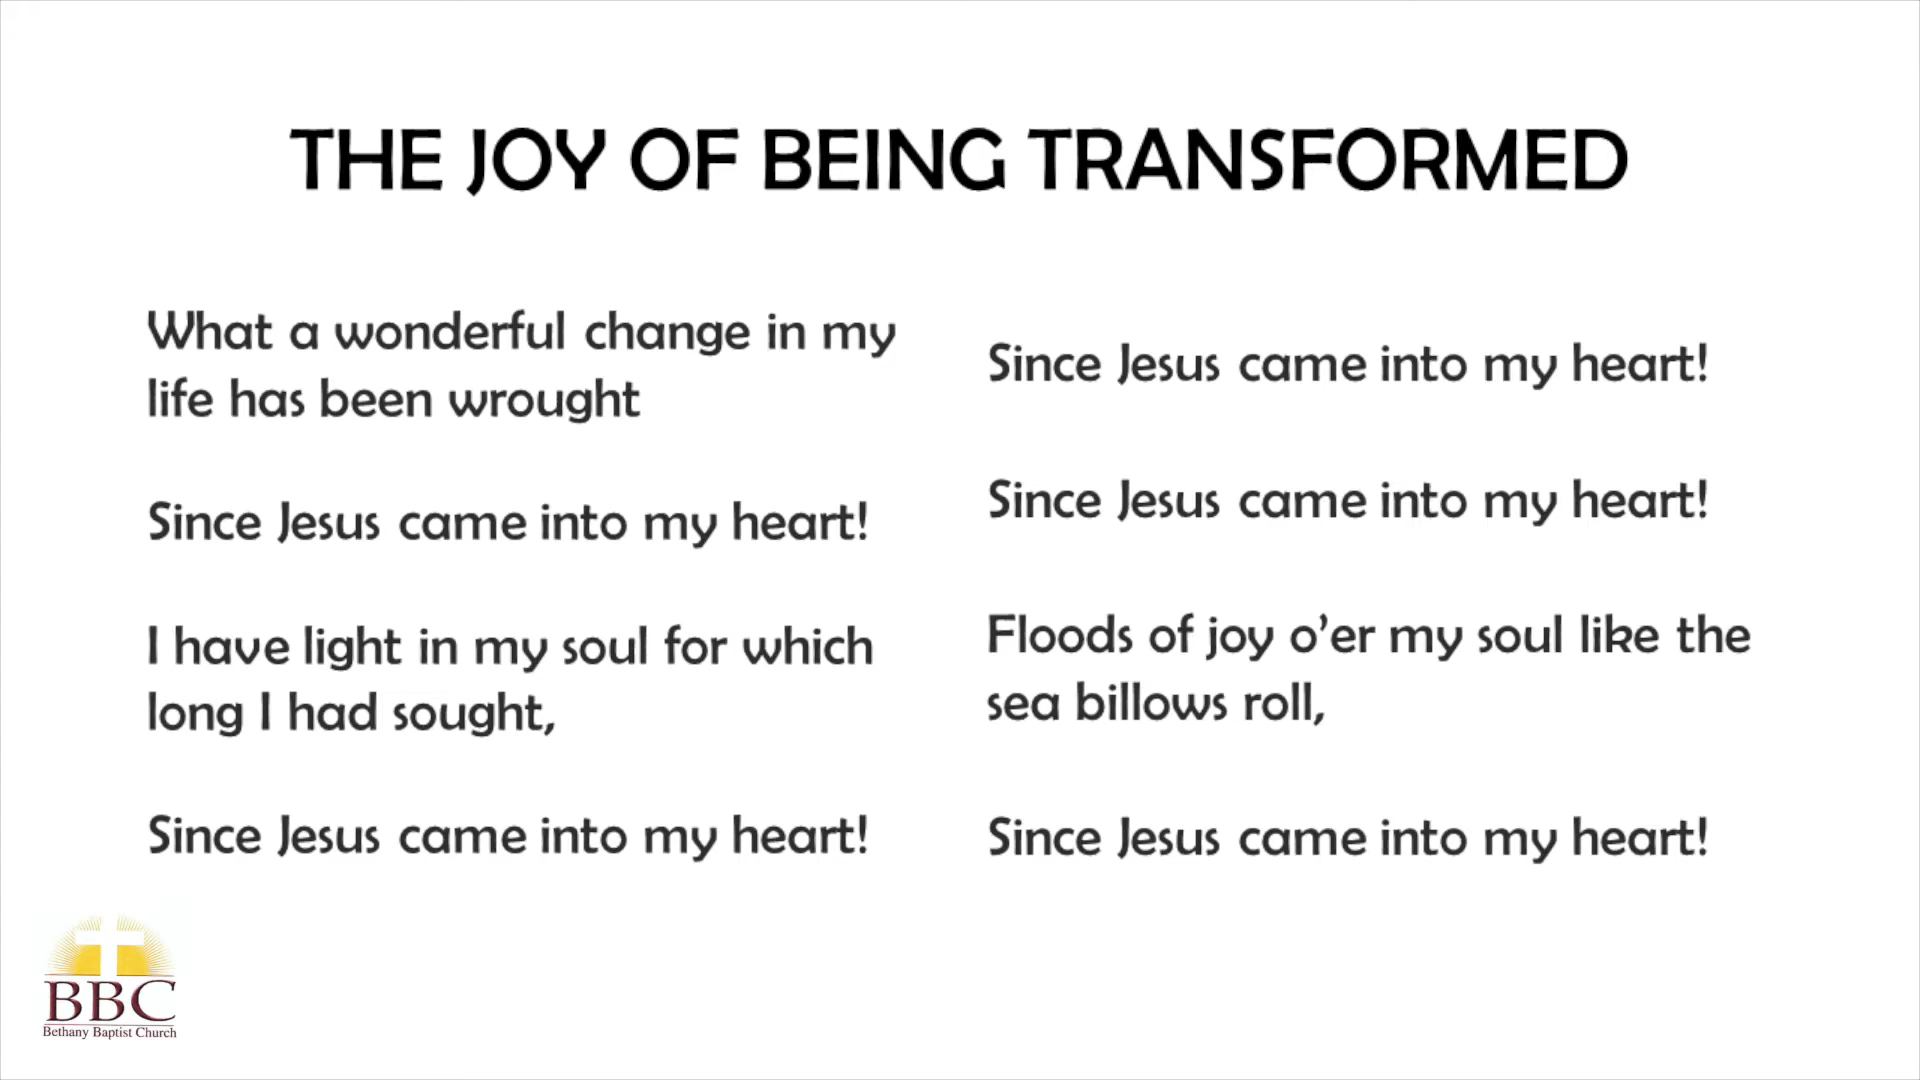 THE JOY OF BEING TRANSFORMED
What a wonderful change in my
life has been wrought
Since Jesus came into my heart!
I have light in my soul for which
long I had sought,
Since Jesus came into my heart!
Since Jesus came into my heart!
Since Jesus came into my heart!
Floods of joy o’er my soul like the
sea billows roll,
Since Jesus came into my heart!
BBC
Bethany Baptist Church